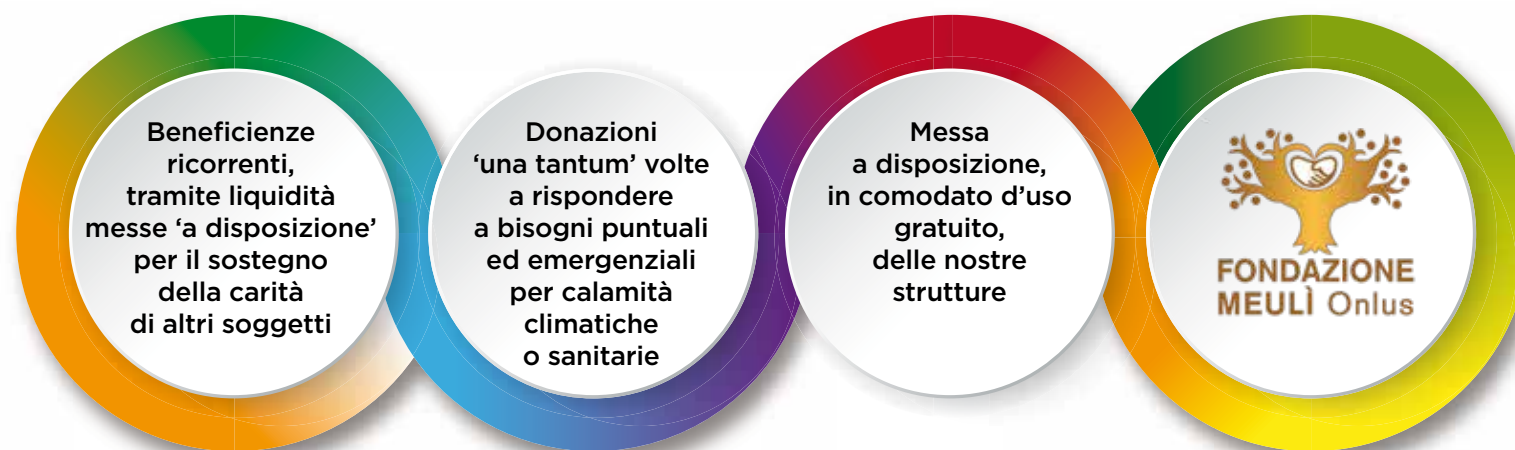 Beneficienze
ricorrenti,
tramite liquidità
messe ‘a disposizione’
per il sostegno
della carità
di altri soggetti
Donazioni
‘una tantum’ volte
a rispondere
a bisogni puntuali
ed emergenziali
per calamità
climatiche
o sanitarie
Messa
a disposizione,
in comodato d’uso
gratuito,
delle nostre
strutture
FONDAZIONE
MEULÌ Onlus